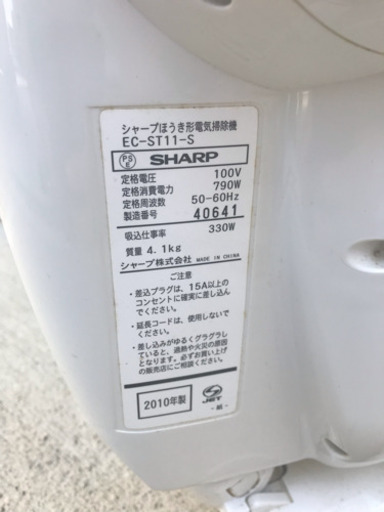 シャープほうき形電気掃除機
EC-ST11-S
PS E SHARP
定格電圧 100V
定格消費電力 790W
定格周波数 50-60Hz
製造番号 40641
吸込仕事率 330W
質量 4.1kg
シャープ株式会社 MADE IN CHINA
ご注意
・差込プラグは、15A以上の
コンセントに確実に差し込ん
でください。
・延長コードは、使用しない
でください。
・差し込みがゆるくグラグラし
ていると、過熱や火災の原因
となります。必ずお買い上げ
の販売店にご相談ください。
2010年製
JET